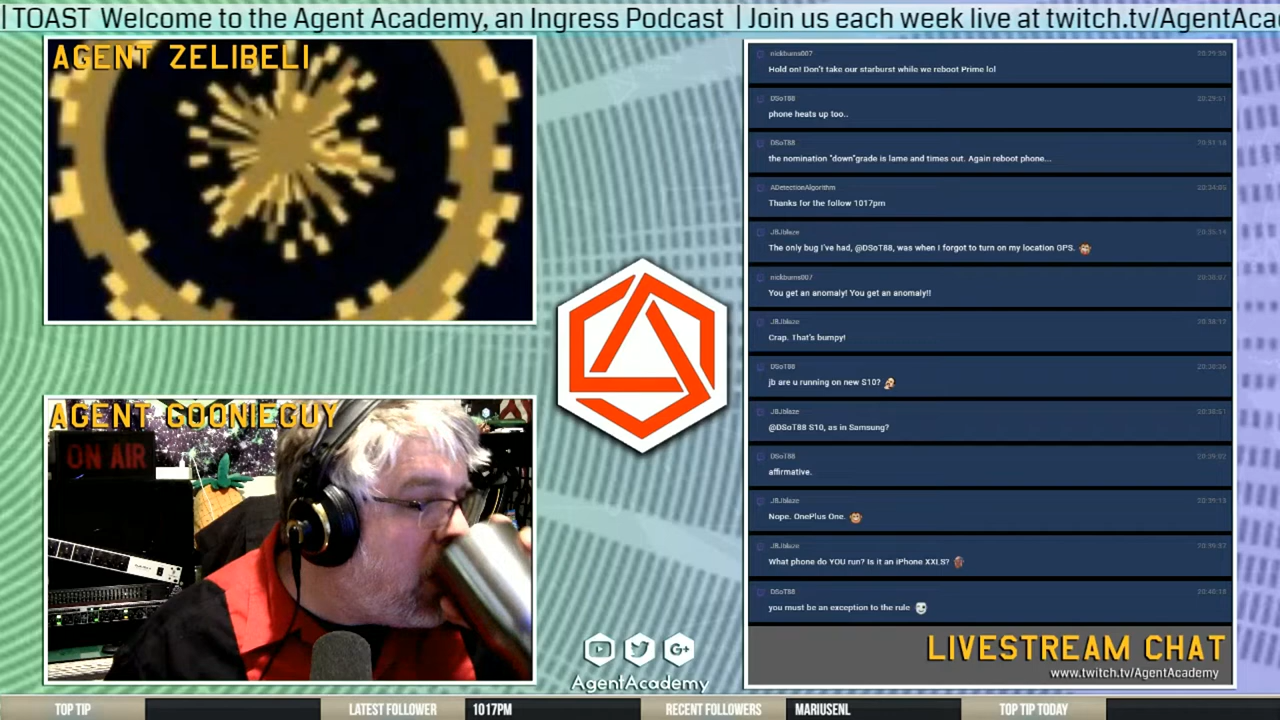 | TOAST Welcome to the Agent Academy, an Ingress Podcast | Join us each week live at twitch.tv/AgentAca
AGENT ZELIBELI
AGENT GOONIEGUY
ON AIR
AgentAcademy
nickburns007
Hold on! Don't take our starburst while we reboot Prime lol
DSoT88 20:29:51
phone heats up too..
DSoT88
the nomination "down"grade is lame and times out. Again reboot phone...
ADetectionAlgorithm
Thanks for the follow 1017pm
JBJblaze
The only bug I've had, @DSoT88, was when I forgot to turn on my location GPS.
nickburns007
You get an anomaly! You get an anomaly!!
JBJblaze
Crap. That's bumpy!
DSoT88
jb are u running on new S10?
JBJblaze
@DSoT88 S10, as in Samsung?
DSoT88
affirmative.
JBJblaze
Nope. OnePlus One.
JBJblaze
What phone do YOU run? Is it an iPhone XXLS?
DSoT88
you must be an exception to the rule
LIVESTREAM CHAT
www.twitch.tv/AgentAcademy
TOP TIP LATEST FOLLOWER 1017PM RECENT FOLLOWERS MARIUSENL TOP TIP TODAY